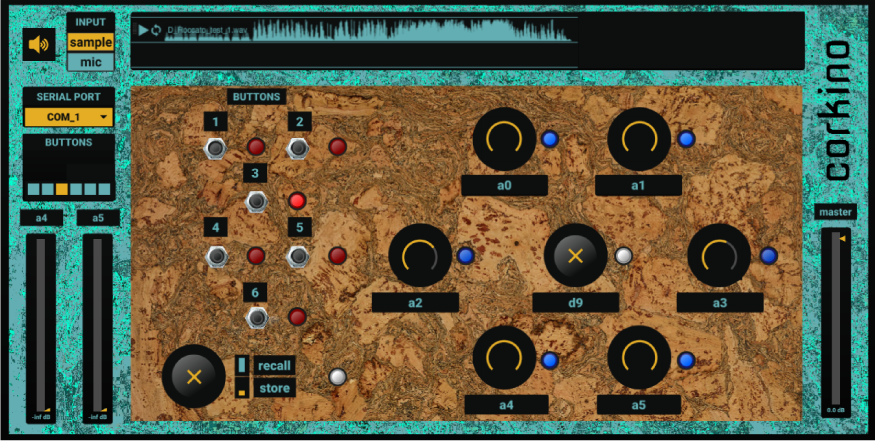 INPUT
sample
mic
D_Roccato_test_1.wav
corkino
SERIAL PORT
COM_1
BUTTONS
BUTTONS
1
2
3
4
5
6
a0
a1
a2
d9
a3
a4
a5
a4
a5
recall
store
master
-inf dB
-inf dB
0.0 dB